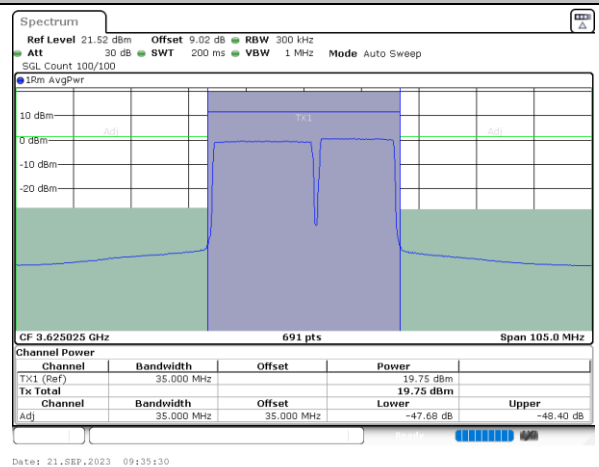 Spectrum
Ref Level 21.52 dBm Offset 9.02 dB RBW 300 kHz
Att 30 dB SWT 200 ms VBW 1 MHz Mode Auto Sweep
SGL Count 100/100
1Rm AvgPwr
10 dBm
TX1
Adj Adj
0 dBm
-10 dBm
-20 dBm
CF 3.625025 GHz 691 pts Span 105.0 MHz
Channel Power
Channel Bandwidth Offset Power
TX1 (Ref) 35.000 MHz 19.75 dBm
Tx Total 19.75 dBm
Channel Bandwidth Offset Lower Upper
Adj 35.000 MHz 35.000 MHz -47.68 dB -48.40 dB
Date: 21.SEP.2023 09:35:30